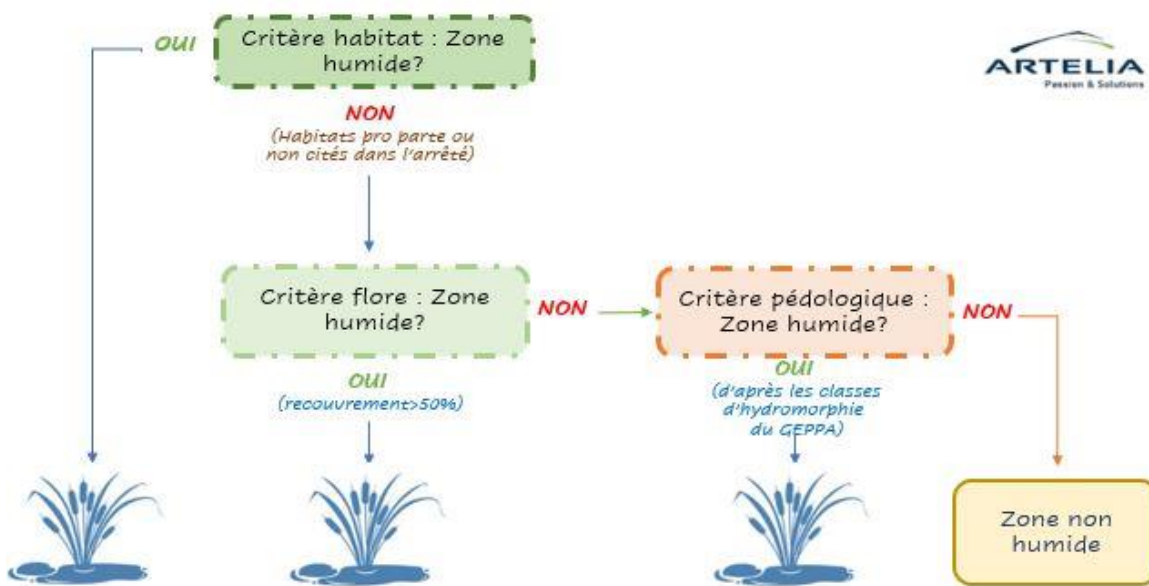 OUI
Critère habitat : Zone
humide?
ARTELIA
Passion & Solutions
NON
(Habitats pro parte ou
non cités dans l'arrêté)
Critère flore : Zone
humide?
NON
Critère pédologique :
Zone humide?
NON
OUI
(recouvrement>50%)
OUI
(d'après les classes
d'hydromorphie
du GEPPA)
Zone non
humide